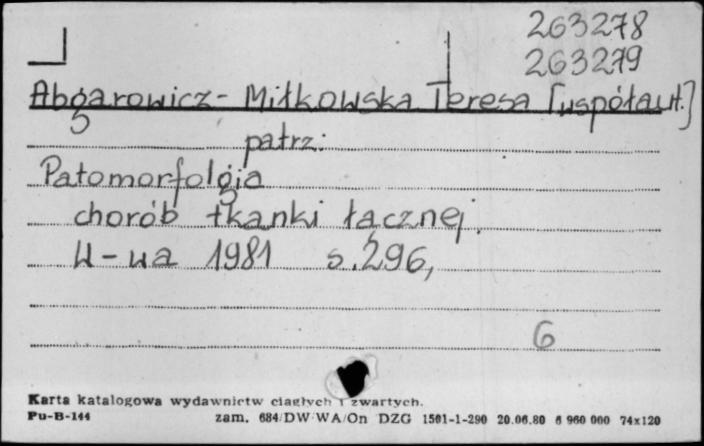 263278
263279
Abgarowicz - Miłkowska Teresa [współaut.]
patrz:
Patomorfologia
chorób tkanki łącznej.
W-wa 1981 s. 296,
6
Karta katalogowa wydawnictw ciągłych i zwartych.
Pu-B-144 zam. 684/DW WA/On DZG 1501-1-290 20.06.80 6 960 000 74x120